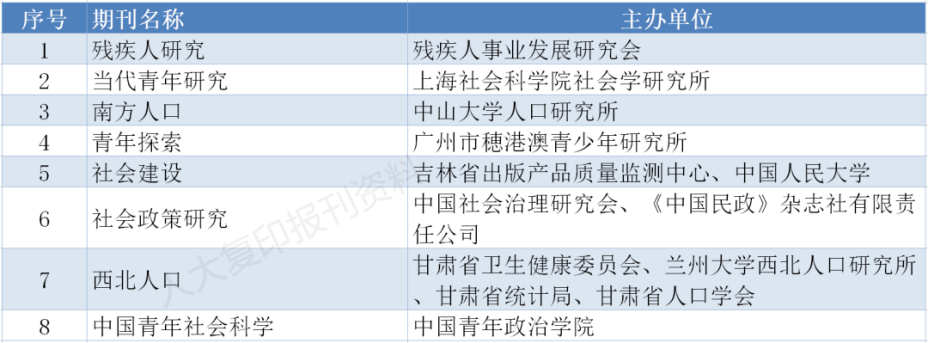 序号 期刊名称 主办单位
1 残疾人研究 残疾人事业发展研究会
2 当代青年研究 上海社会科学院社会学研究所
3 南方人口 中山大学人口研究所
4 青年探索 广州市穗港澳青少年研究所
5 社会建设 吉林省出版产品质量监测中心、中国人民大学
6 社会政策研究 中国社会治理研究会、《中国民政》杂志社有限责
任公司
7 西北人口 甘肃省卫生健康委员会、兰州大学西北人口研究所
、甘肃省统计局、甘肃省人口学会
8 中国青年社会科学 中国青年政治学院
人大复印报刊资料